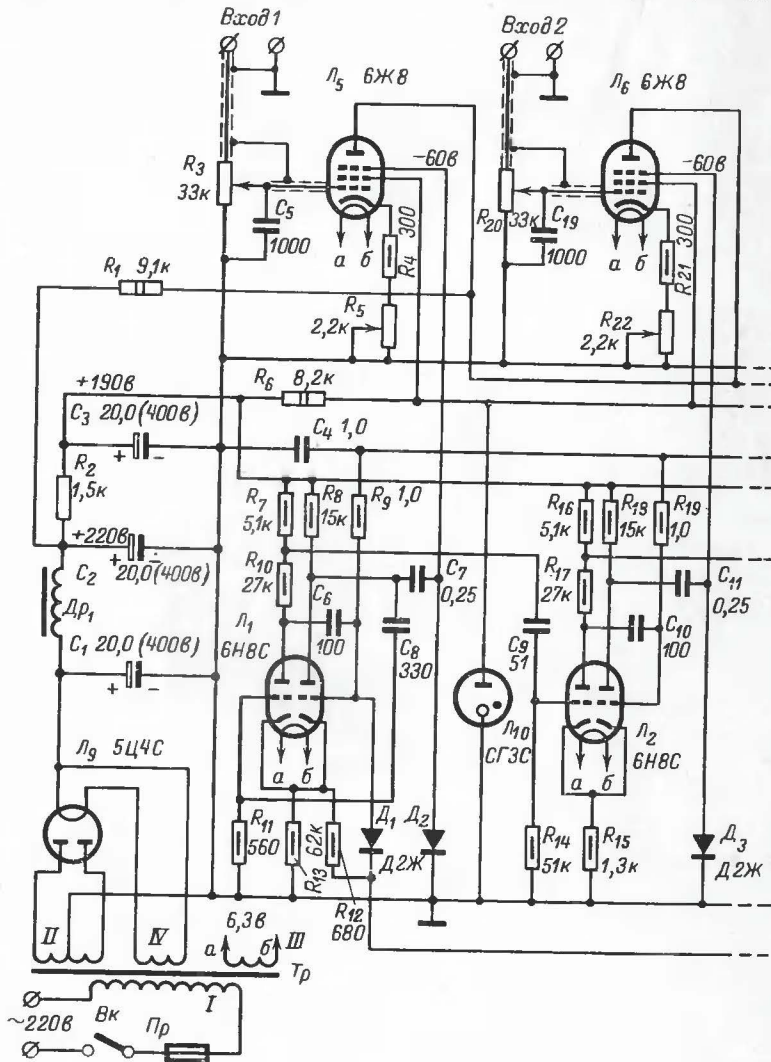 Вход 1
Вход 2
Л5 6Ж8
Л6 6Ж8
−60в
−60в
R3
33к
C5
1000
а б
R4 300
R20 33к
C19
1000
а б
R21 300
R1 9,1к
R5
2,2к
R22
2,2к
+190в
R6 8,2к
C3 20,0 (400в)
+ −
C4 1,0
R2
1,5к
R7
5,1к
R8
15к
R9 1,0
R16
5,1к
R18
15к
R19
1,0
+220в
+ −
C2 20,0 (400в)
R10
27к
C7
0,25
R17
27к
C11
0,25
Др1
C6
100
C8
330
C9
51
C10
100
C1 20,0 (400в)
+ −
Л1
6Н8С
Л10
СГ3С
Л2
6Н8С
Л9 5Ц4С
а б
а б
R11
560
R13
62к
R12
680
Д1
Д2
Д2Ж
R14
51к
R15
1,3к
Д3
Д2Ж
II
IV
6,3в
а б
III
Тр
I
~220в
Вк
Пр